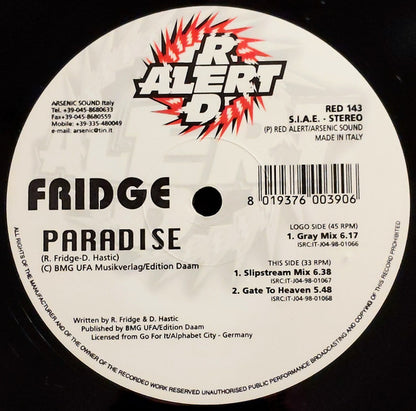 R.
ALERT
D.
ARSENIC SOUND Italy
Tel. +39-045-8680633
Fax+39-045-8680559
Mobile: +39-335-480049
e-mail: arsenic@tin.it
RED 143
S.I.A.E. - STEREO
(P) RED ALERT/ARSENIC SOUND
MADE IN ITALY
FRIDGE
PARADISE
(R. Fridge-D. Hastic)
(C) BMG UFA Musikverlag/Edition Daam
8 019376 003906
LOGO SIDE (45 RPM)
1. Gray Mix 6.17
ISRC:IT-J04-98-01066
THIS SIDE (33 RPM)
1. Slipstream Mix 6.38
ISRC:IT-J04-98-01067
2. Gate To Heaven 5.48
ISRC:IT-J04-98-01068
Written by R. Fridge & D. Hastic
Published by BMG UFA/Edition Daam
Licensed from Go For It/Alphabet City - Germany
ALL RIGHTS OF THE MANUFACTURER AND OF THE OWNER OF THE RECORDED WORK RESERVED UNAUTHORISED PUBLIC PERFORMANCE BROADCASTING AND COPYING OF THIS RECORD PROHIBITED